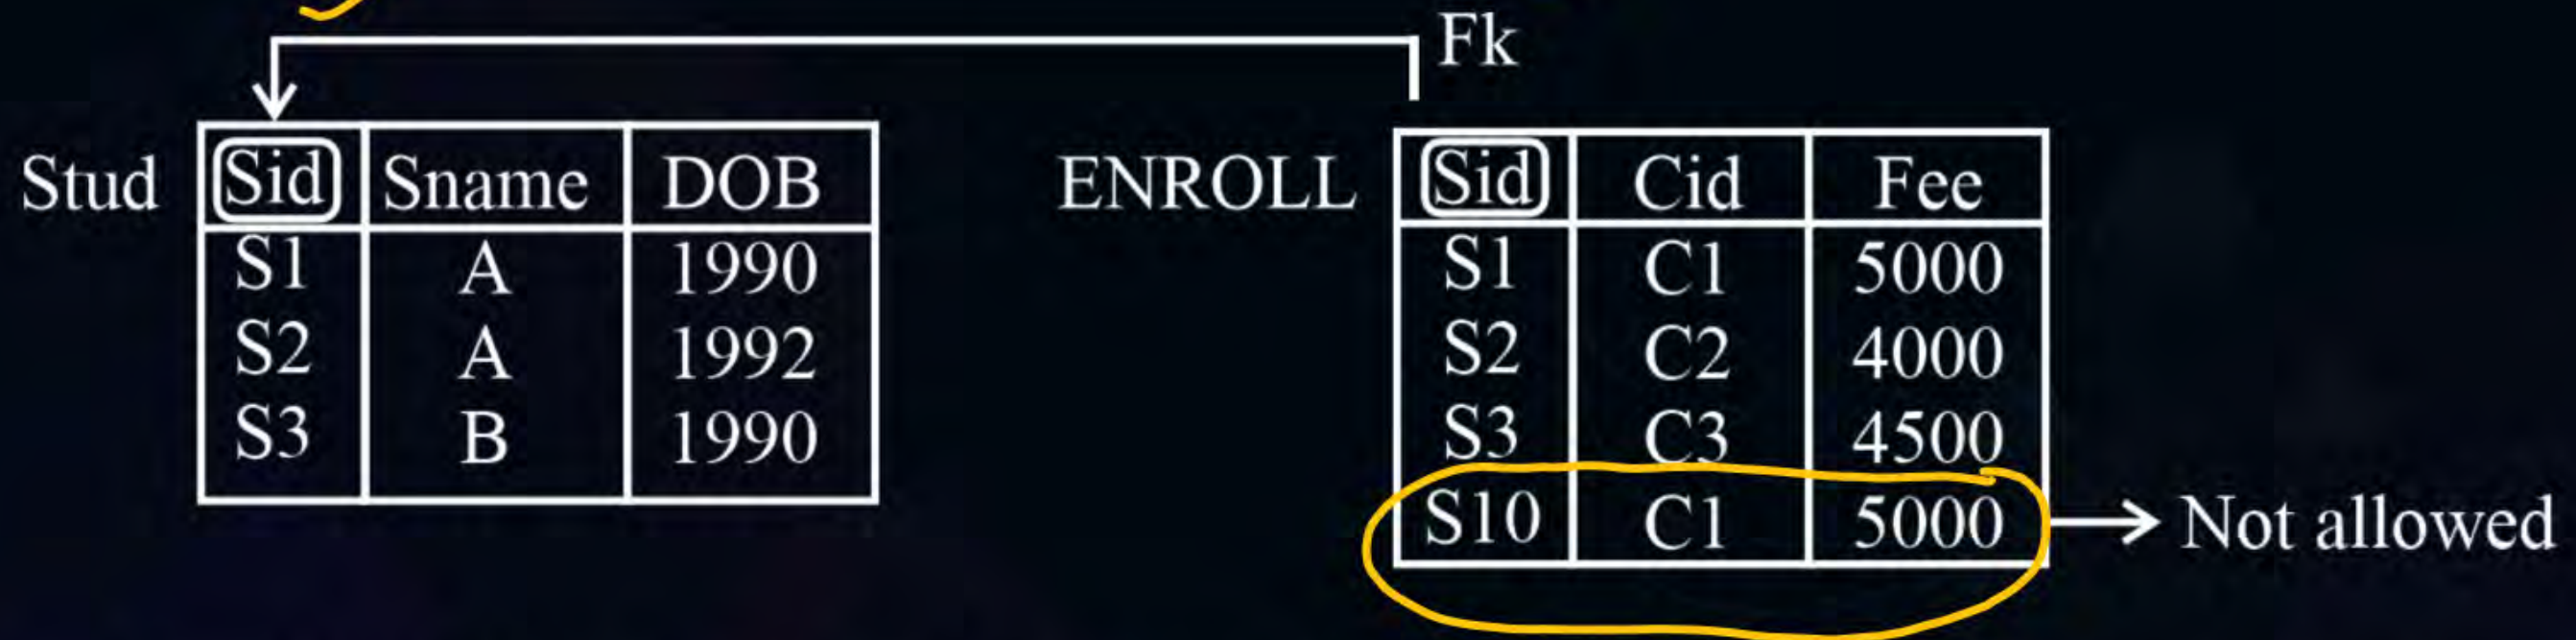 Fk
Stud Sid Sname DOB
S1 A 1990
S2 A 1992
S3 B 1990
ENROLL Sid Cid Fee
S1 C1 5000
S2 C2 4000
S3 C3 4500
S10 C1 5000 Not allowed